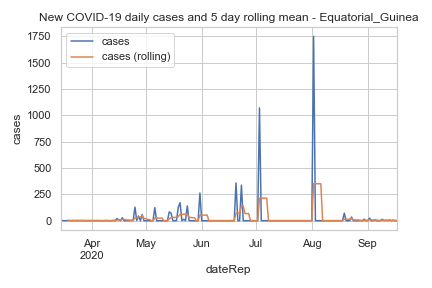 New COVID-19 daily cases and 5 day rolling mean - Equatorial_Guinea
cases
cases (rolling)
1750
1500
1250
1000
750
500
250
0
cases
Apr
2020
May
Jun
Jul
Aug
Sep
dateRep